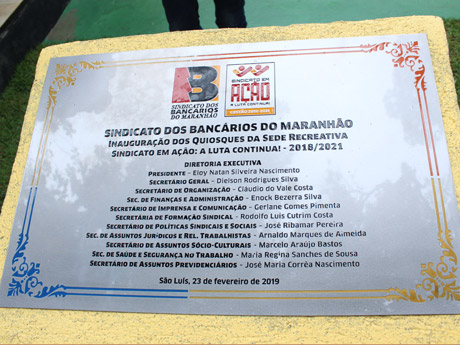 B
SINDICATO DOS
BANCÁRIOS
DO MARANHÃO
SINDICATO EM
AÇÃO
A LUTA CONTINUA!
SINDICATO DOS BANCÁRIOS DO MARANHÃO
INAUGURAÇÃO DOS QUIOSQUES DA SEDE RECREATIVA
SINDICATO EM AÇÃO: A LUTA CONTINUA! - 2018/2021
DIRETORIA EXECUTIVA
PRESIDENTE - Eloy Natan Silveira Nascimento
SECRETÁRIO GERAL - Dielson Rodrigues Silva
SECRETÁRIO DE ORGANIZAÇÃO - Cláudio do Vale Costa
SEC. DE FINANÇAS E ADMINISTRAÇÃO - Enock Bezerra Silva
SECRETÁRIO DE IMPRENSA E COMUNICAÇÃO - Gerlane Gomes Pimenta
SECRETÁRIA DE FORMAÇÃO SINDICAL - Rodolfo Luis Cutrim Costa
SECRETÁRIO DE POLÍTICAS SINDICAIS E SOCIAIS - José Ribamar Pereira
SEC. DE ASSUNTOS JURÍDICOS E REL. TRABALHISTAS - Arnaldo Marques de Almeida
SECRETÁRIO DE ASSUNTOS SÓCIO-CULTURAIS - Marcelo Araújo Bastos
SEC. DE SAÚDE E SEGURANÇA NO TRABALHO - Maria Regina Sanches de Sousa
SECRETÁRIO DE ASSUNTOS PREVIDENCIÁRIOS - José Maria Corrêa Nascimento
São Luís, 23 de fevereiro de 2019